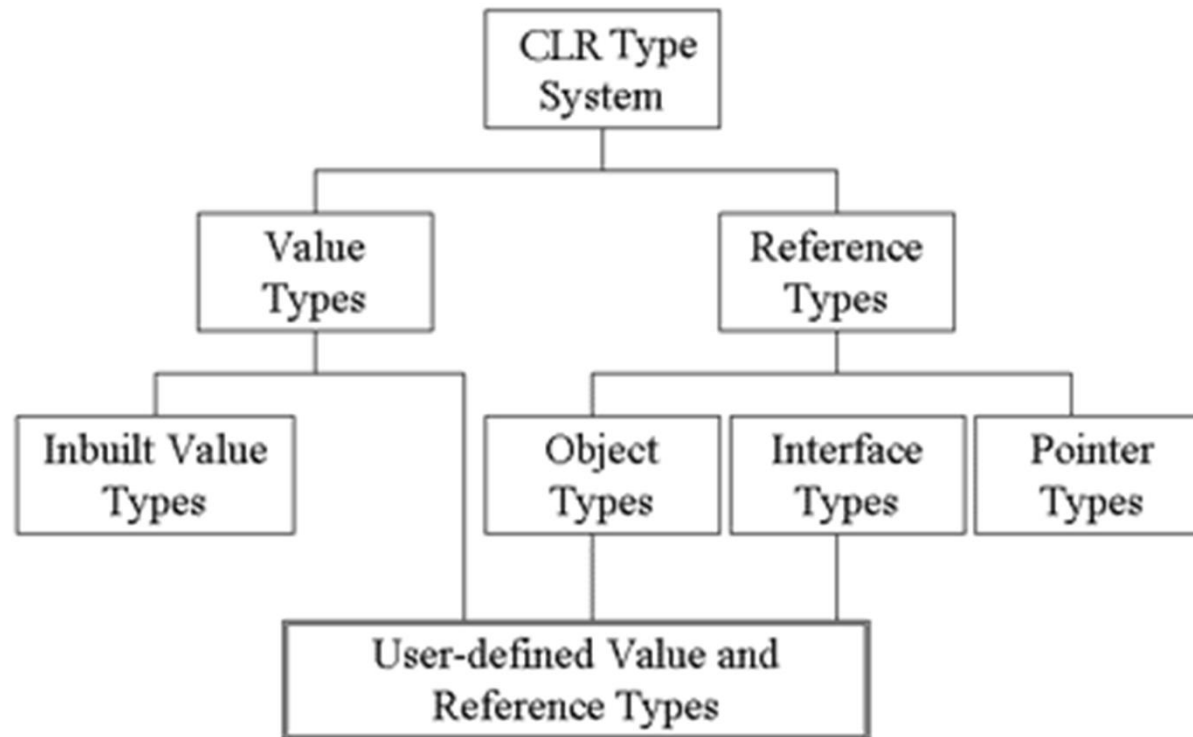 CLR Type
System
Value
Types
Reference
Types
Inbuilt Value
Types
Object
Types
Interface
Types
Pointer
Types
User-defined Value and
Reference Types